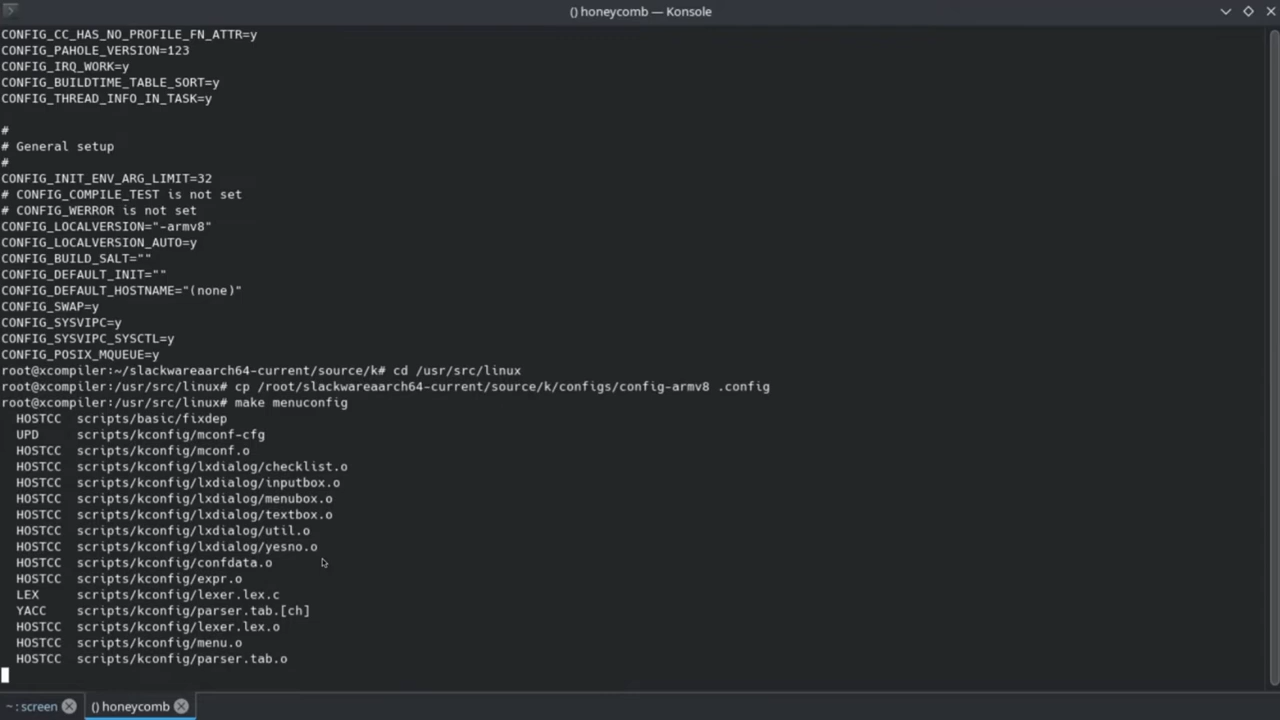 () honeycomb — Konsole
CONFIG_CC_HAS_NO_PROFILE_FN_ATTR=y
CONFIG_PAHOLE_VERSION=123
CONFIG_IRQ_WORK=y
CONFIG_BUILDTIME_TABLE_SORT=y
CONFIG_THREAD_INFO_IN_TASK=y
#
# General setup
#
CONFIG_INIT_ENV_ARG_LIMIT=32
# CONFIG_COMPILE_TEST is not set
# CONFIG_WERROR is not set
CONFIG_LOCALVERSION="-armv8"
CONFIG_LOCALVERSION_AUTO=y
CONFIG_BUILD_SALT=""
CONFIG_DEFAULT_INIT=""
CONFIG_DEFAULT_HOSTNAME="(none)"
CONFIG_SWAP=y
CONFIG_SYSVIPC=y
CONFIG_SYSVIPC_SYSCTL=y
CONFIG_POSIX_MQUEUE=y
root@xcompiler:~/slackwareaarch64-current/source/k# cd /usr/src/linux
root@xcompiler:/usr/src/linux# cp /root/slackwareaarch64-current/source/k/configs/config-armv8 .config
root@xcompiler:/usr/src/linux# make menuconfig
HOSTCC  scripts/basic/fixdep
UPD     scripts/kconfig/mconf-cfg
HOSTCC  scripts/kconfig/mconf.o
HOSTCC  scripts/kconfig/lxdialog/checklist.o
HOSTCC  scripts/kconfig/lxdialog/inputbox.o
HOSTCC  scripts/kconfig/lxdialog/menubox.o
HOSTCC  scripts/kconfig/lxdialog/textbox.o
HOSTCC  scripts/kconfig/lxdialog/util.o
HOSTCC  scripts/kconfig/lxdialog/yesno.o
HOSTCC  scripts/kconfig/confdata.o
HOSTCC  scripts/kconfig/expr.o
LEX     scripts/kconfig/lexer.lex.c
YACC    scripts/kconfig/parser.tab.[ch]
HOSTCC  scripts/kconfig/lexer.lex.o
HOSTCC  scripts/kconfig/menu.o
HOSTCC  scripts/kconfig/parser.tab.o
~ : screen
() honeycomb